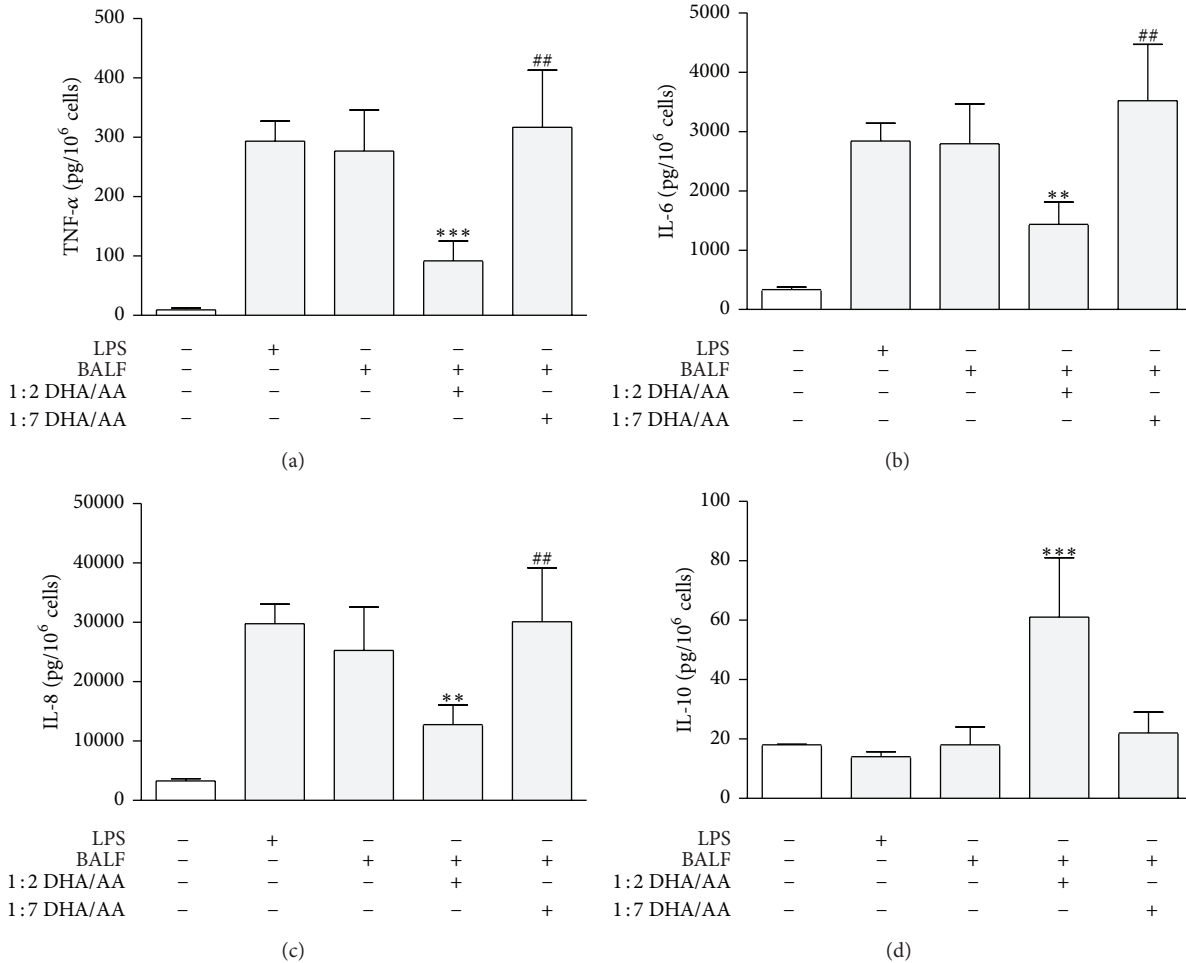 500
400
300
200
100
0
TNF-α (pg/10⁶ cells)
##
***
LPS − + − − −
BALF − − + + +
1:2 DHA/AA − − − + −
1:7 DHA/AA − − − − +
(a)
5000
4000
3000
2000
1000
0
IL-6 (pg/10⁶ cells)
##
**
LPS − + − − −
BALF − − + + +
1:2 DHA/AA − − − + −
1:7 DHA/AA − − − − +
(b)
50000
40000
30000
20000
10000
0
IL-8 (pg/10⁶ cells)
##
**
LPS − + − − −
BALF − − + + +
1:2 DHA/AA − − − + −
1:7 DHA/AA − − − − +
(c)
100
80
60
40
20
0
IL-10 (pg/10⁶ cells)
***
LPS − + − − −
BALF − − + + +
1:2 DHA/AA − − − + −
1:7 DHA/AA − − − − +
(d)